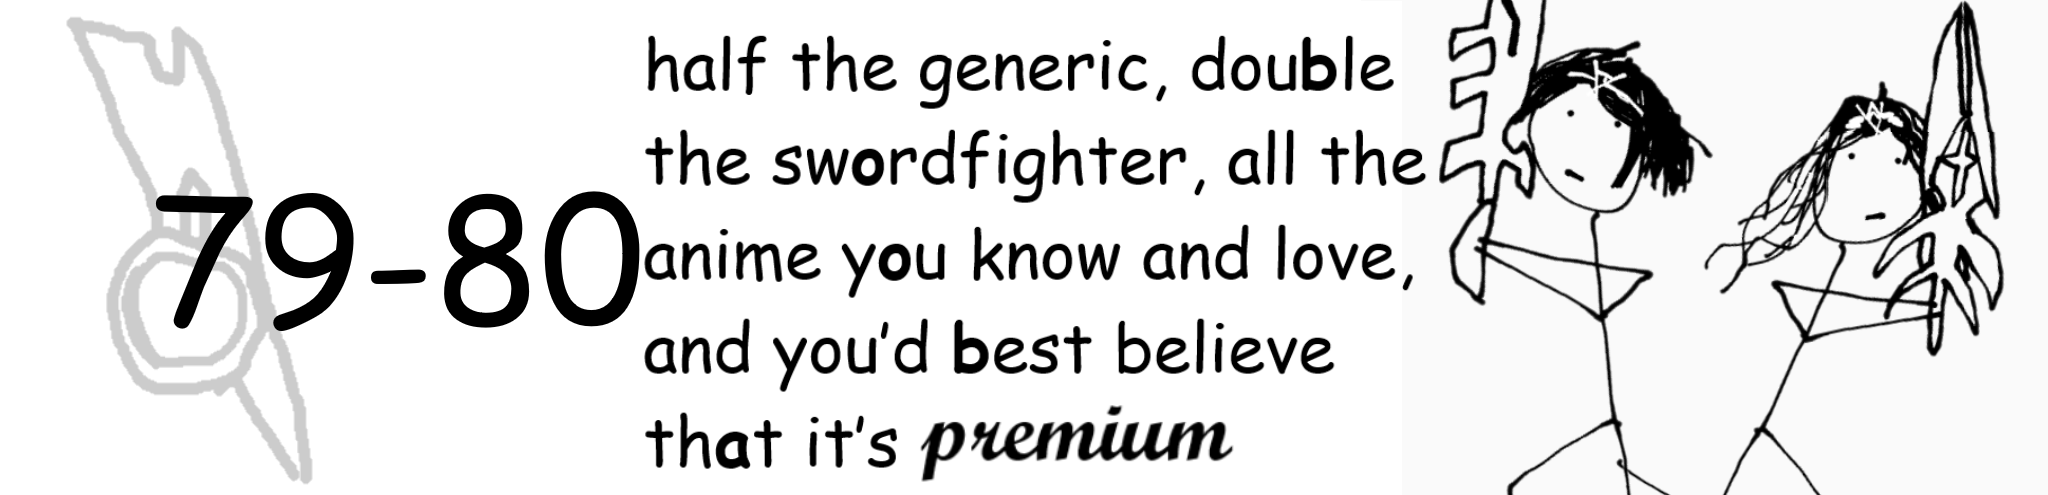 79-80
half the generic, double
the swordfighter, all the
anime you know and love,
and you'd best believe
that it's premium